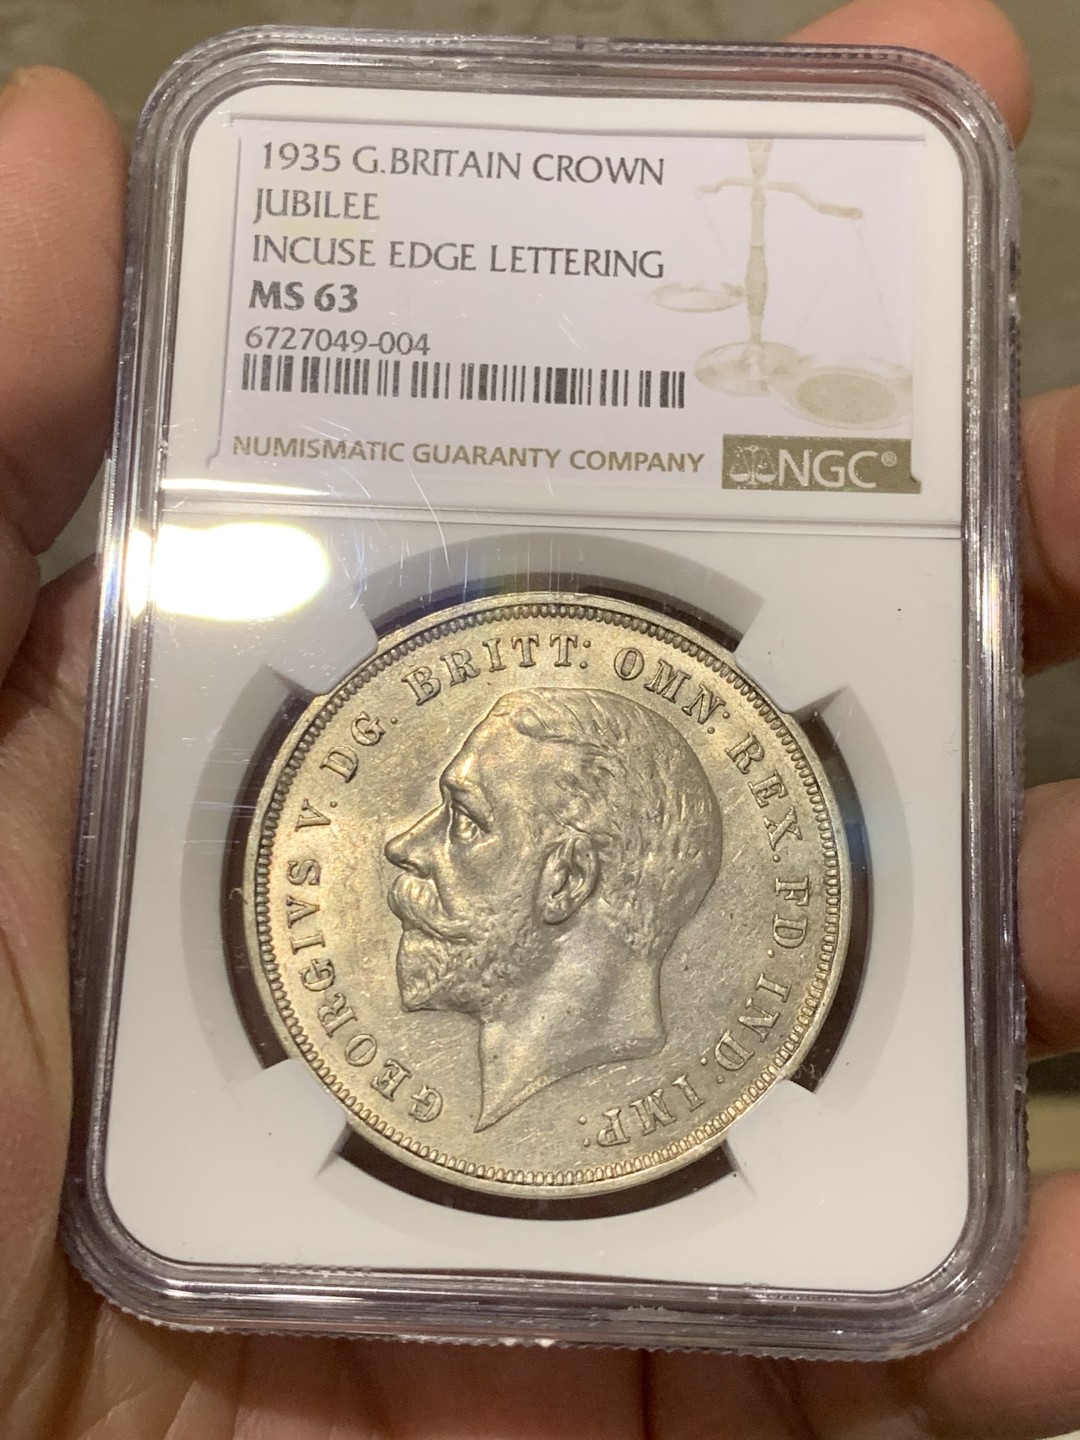 1935 G.BRITAIN CROWN
JUBILEE
INCUSE EDGE LETTERING
MS 63
6727049-004
NUMISMATIC GUARANTY COMPANY
NGC®
GEORGIVS V. DG. BRITT: OMN: REX. FD. IND: IMP: